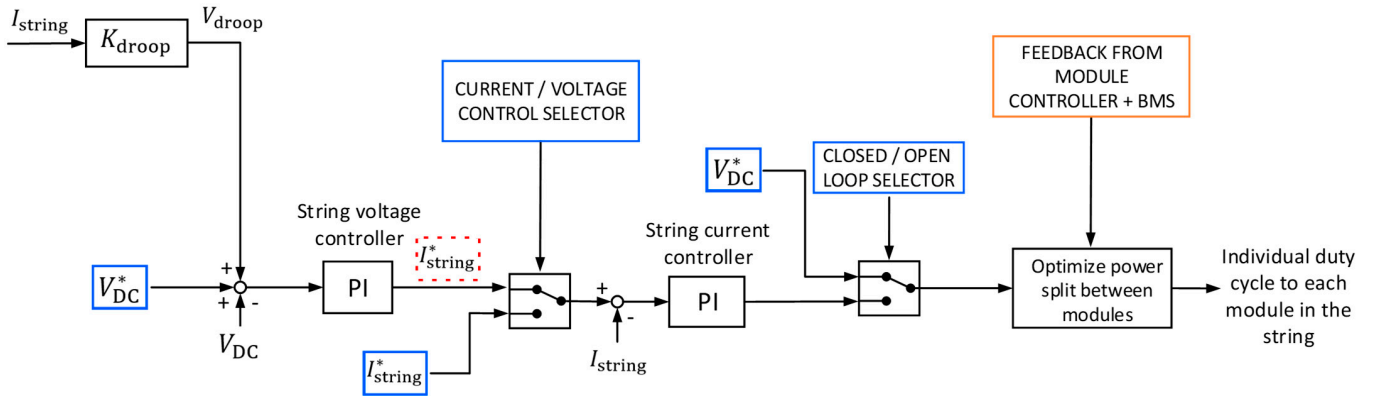 I_string
K_droop
V_droop
CURRENT / VOLTAGE
CONTROL SELECTOR
FEEDBACK FROM
MODULE
CONTROLLER + BMS
V*_DC
CLOSED / OPEN
LOOP SELECTOR
String voltage
controller
I*_string
String current
controller
V*_DC
+
+
-
V_DC
PI
I*_string
+
-
I_string
PI
Optimize power
split between
modules
Individual duty
cycle to each
module in the
string